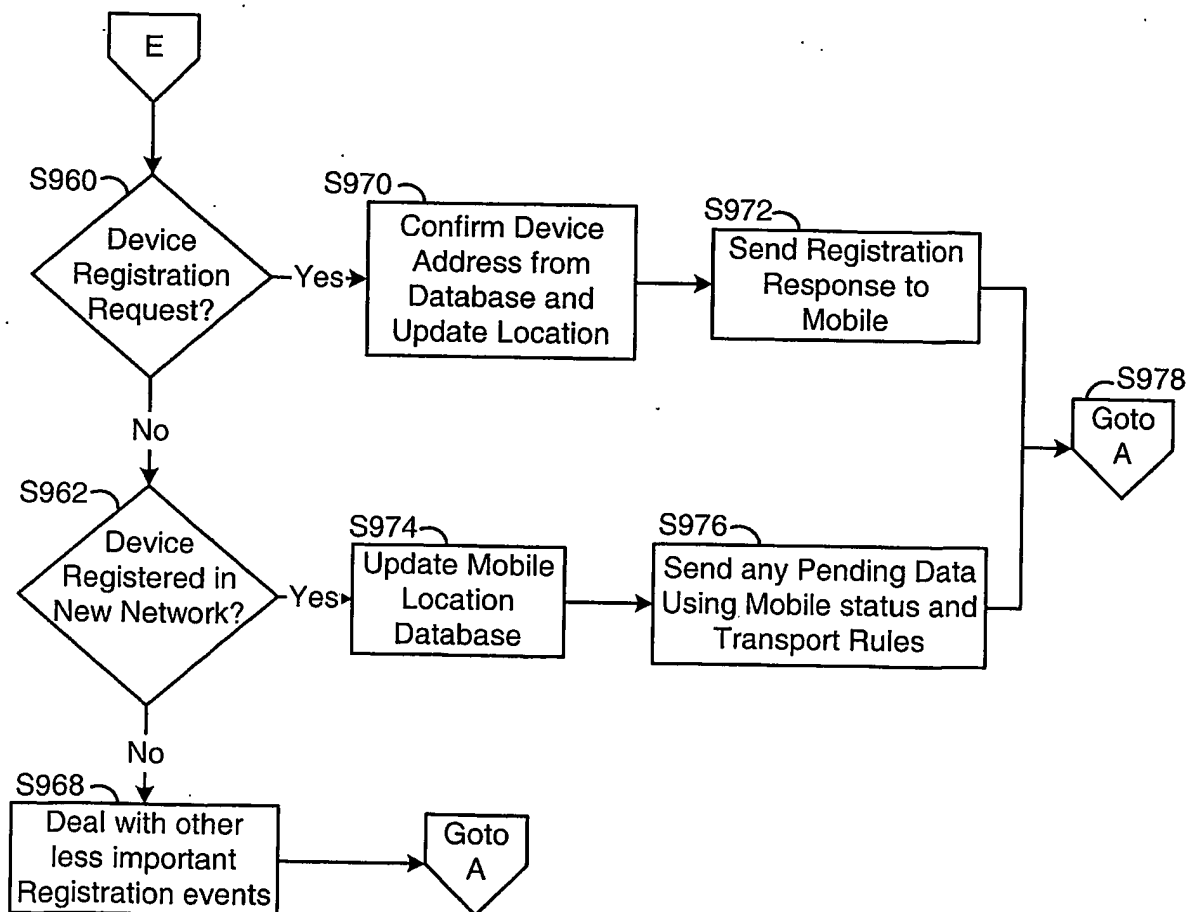 E
S960
Device
Registration
Request?
Yes
S970
Confirm Device
Address from
Database and
Update Location
S972
Send Registration
Response to
Mobile
S978
Goto
A
No
S962
Device
Registered in
New Network?
Yes
S974
Update Mobile
Location
Database
S976
Send any Pending Data
Using Mobile status and
Transport Rules
No
S968
Deal with other
less important
Registration events
Goto
A